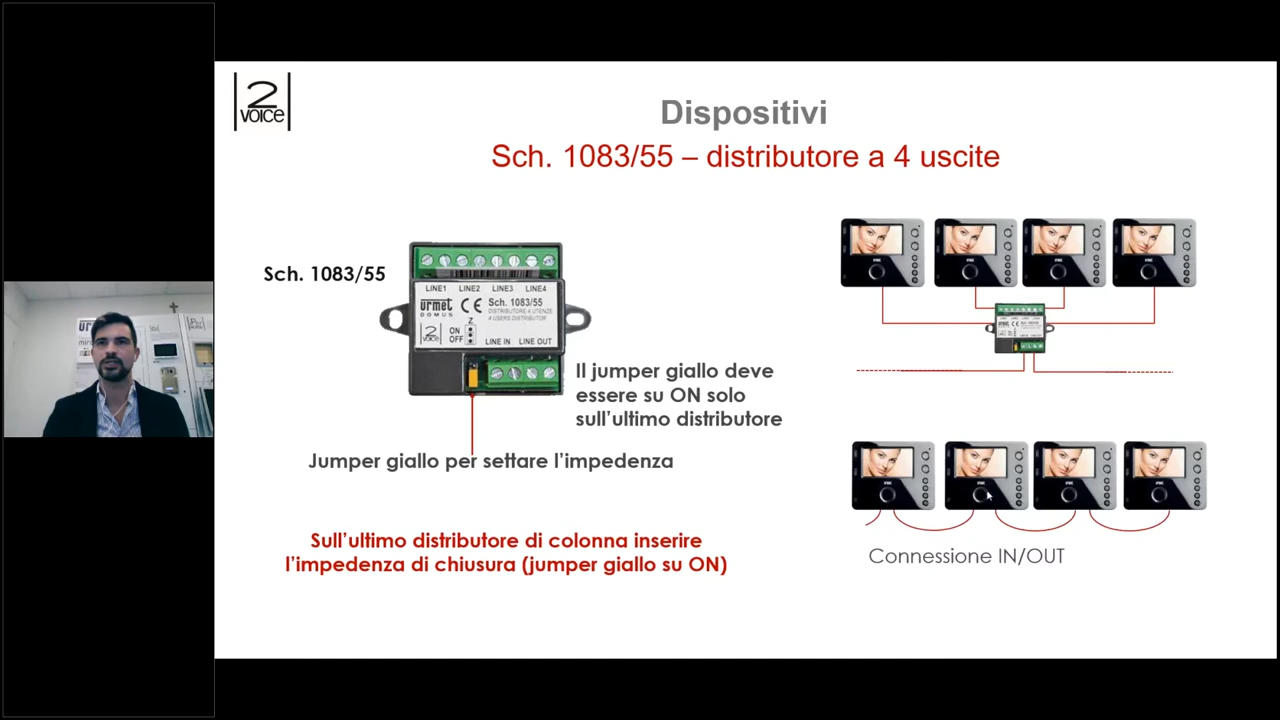 2
VOICE
Dispositivi
Sch. 1083/55 – distributore a 4 uscite
Sch. 1083/55
LINE1 LINE2 LINE3 LINE4
urmet
DOMUS
CE
Sch. 1083/55
DISTRIBUTORE 4 UTENZE
4 USERS DISTRIBUTOR
2
VOICE
Z
ON
OFF
LINE IN LINE OUT
Il jumper giallo deve
essere su ON solo
sull'ultimo distributore
Jumper giallo per settare l'impedenza
Sull'ultimo distributore di colonna inserire
l'impedenza di chiusura (jumper giallo su ON)
Connessione IN/OUT